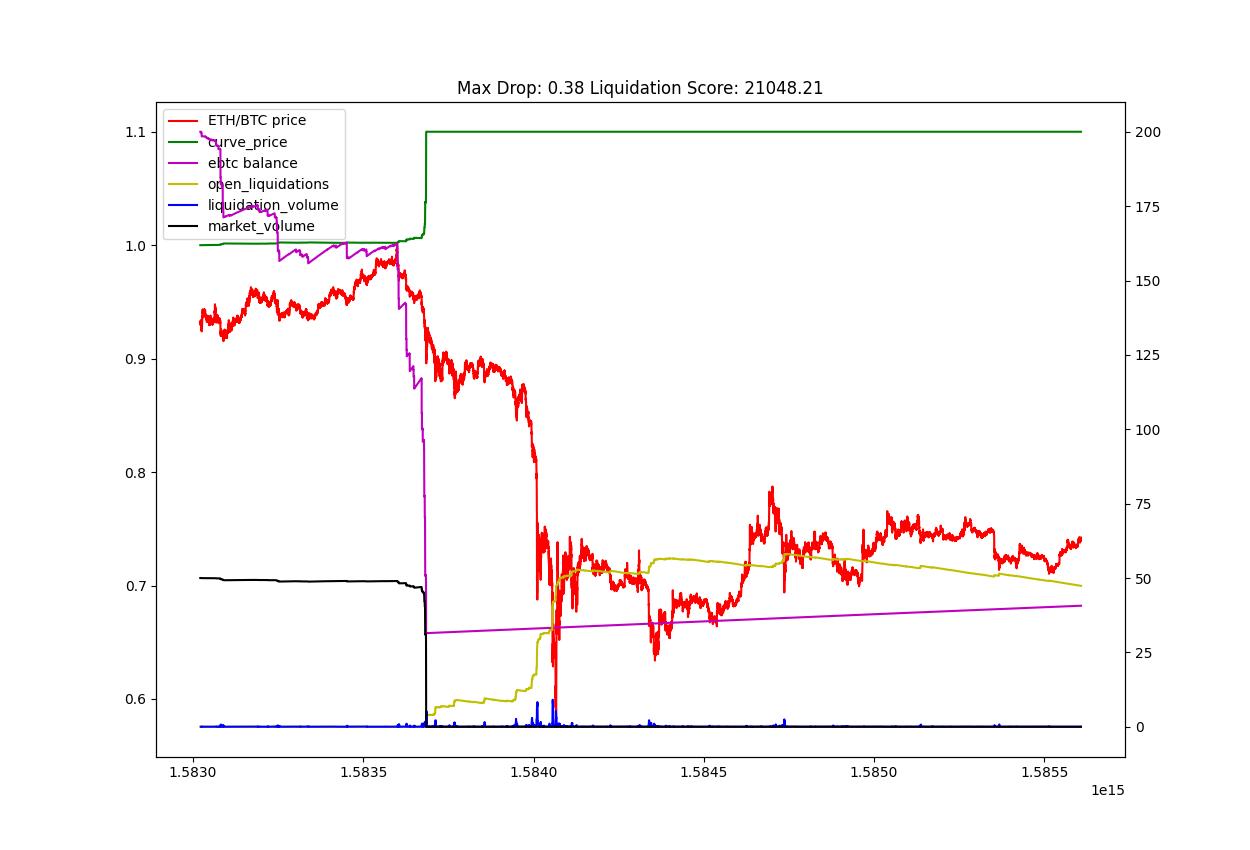 Max Drop: 0.38 Liquidation Score: 21048.21
ETH/BTC price
curve_price
ebtc balance
open_liquidations
liquidation_volume
market_volume
1.1
1.0
0.9
0.8
0.7
0.6
200
175
150
125
100
75
50
25
0
1.5830 1.5835 1.5840 1.5845 1.5850 1.5855
1e15